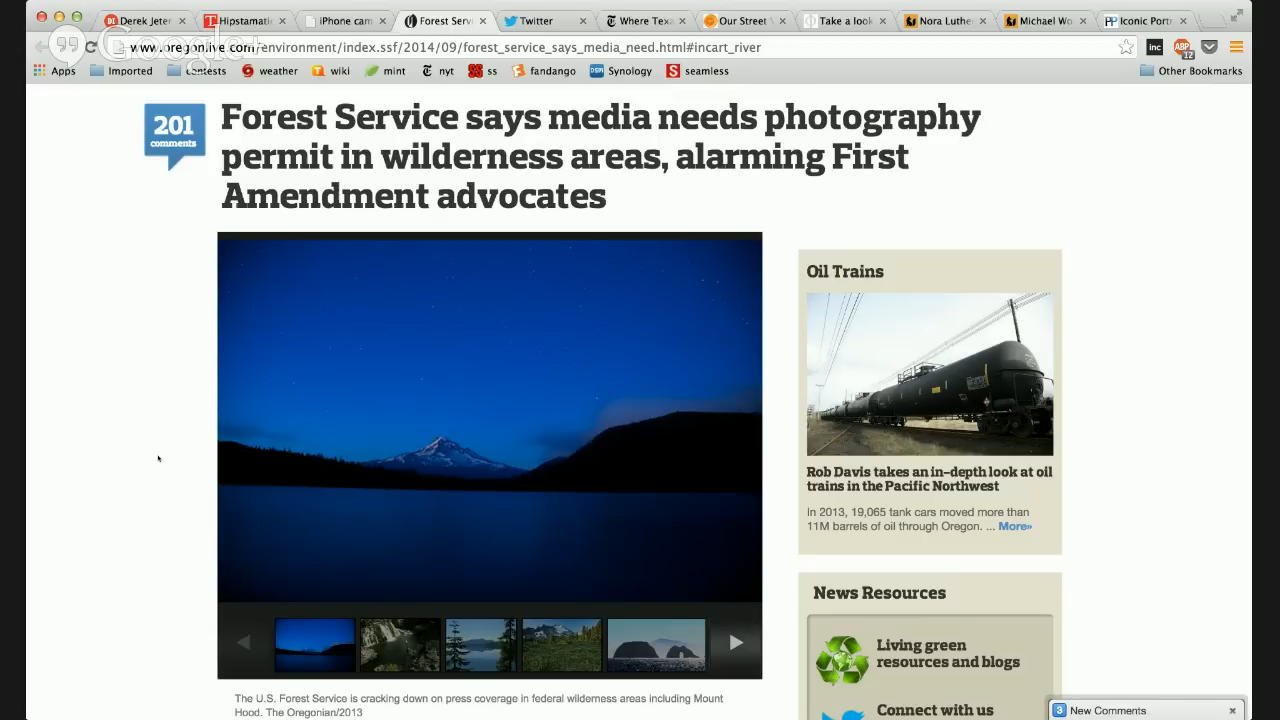 Derek Jeter
Hipstamatic
iPhone cam
Forest Serv
Twitter
Where Texa
Our Street
Take a look
Nora Luther
Michael Wo
Iconic Portr
Google+
www.oregonlive.com/environment/index.ssf/2014/09/forest_service_says_media_need.html#incart_river
inc
ABP
12
Apps
Imported
contests
weather
wiki
mint
nyt
ss
fandango
Synology
seamless
Other Bookmarks
201
comments
Forest Service says media needs photography
permit in wilderness areas, alarming First
Amendment advocates
Oil Trains
Rob Davis takes an in-depth look at oil
trains in the Pacific Northwest
In 2013, 19,065 tank cars moved more than
11M barrels of oil through Oregon. ... More»
News Resources
Living green
resources and blogs
Connect with us
The U.S. Forest Service is cracking down on press coverage in federal wilderness areas including Mount
Hood. The Oregonian/2013
3 New Comments